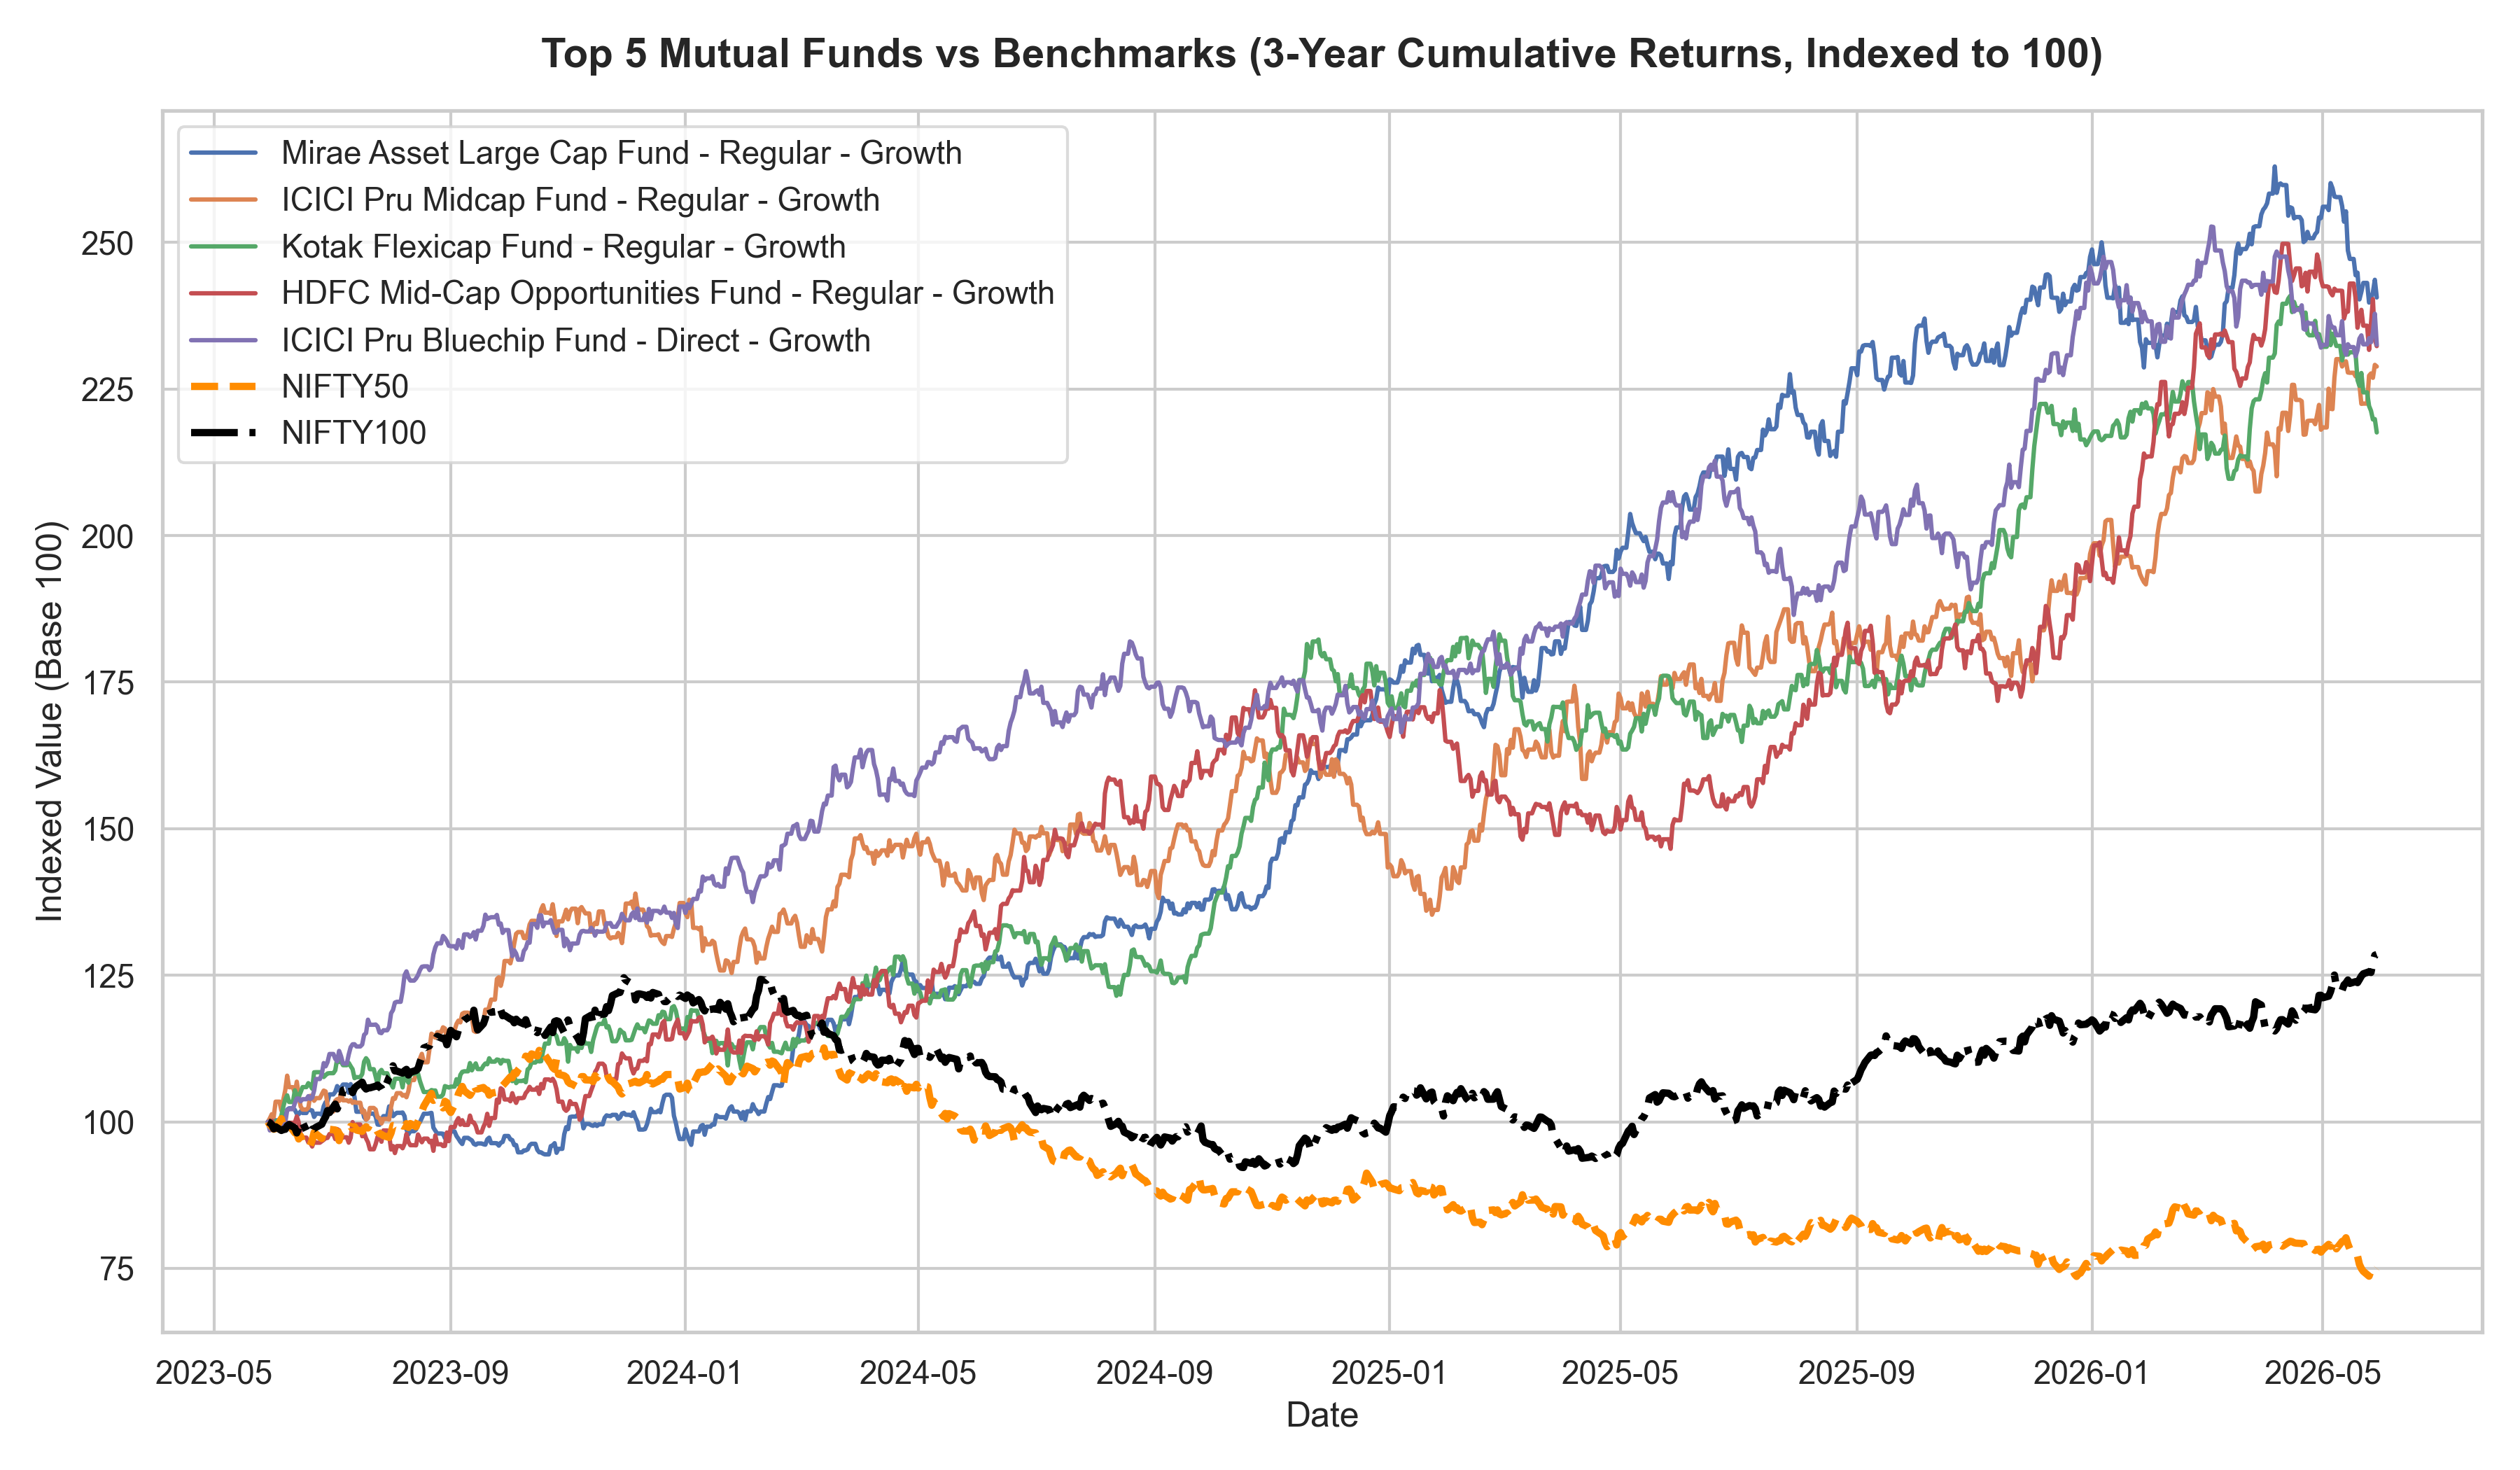 Top 5 Mutual Funds vs Benchmarks (3-Year Cumulative Returns, Indexed to 100)
Mirae Asset Large Cap Fund - Regular - Growth
ICICI Pru Midcap Fund - Regular - Growth
Kotak Flexicap Fund - Regular - Growth
HDFC Mid-Cap Opportunities Fund - Regular - Growth
ICICI Pru Bluechip Fund - Direct - Growth
NIFTY50
NIFTY100
Indexed Value (Base 100)
250
225
200
175
150
125
100
75
2023-05 2023-09 2024-01 2024-05 2024-09 2025-01 2025-05 2025-09 2026-01 2026-05
Date